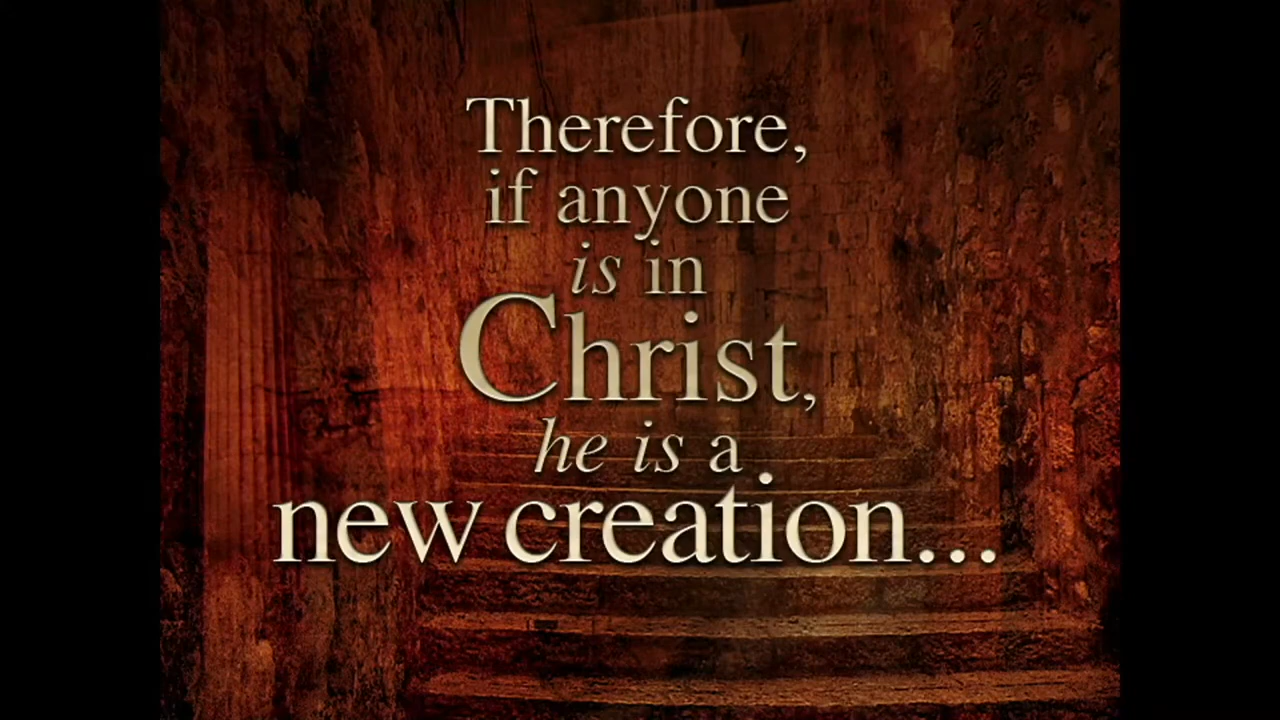 Therefore,
if anyone
is in
Christ,
he is a
new creation...